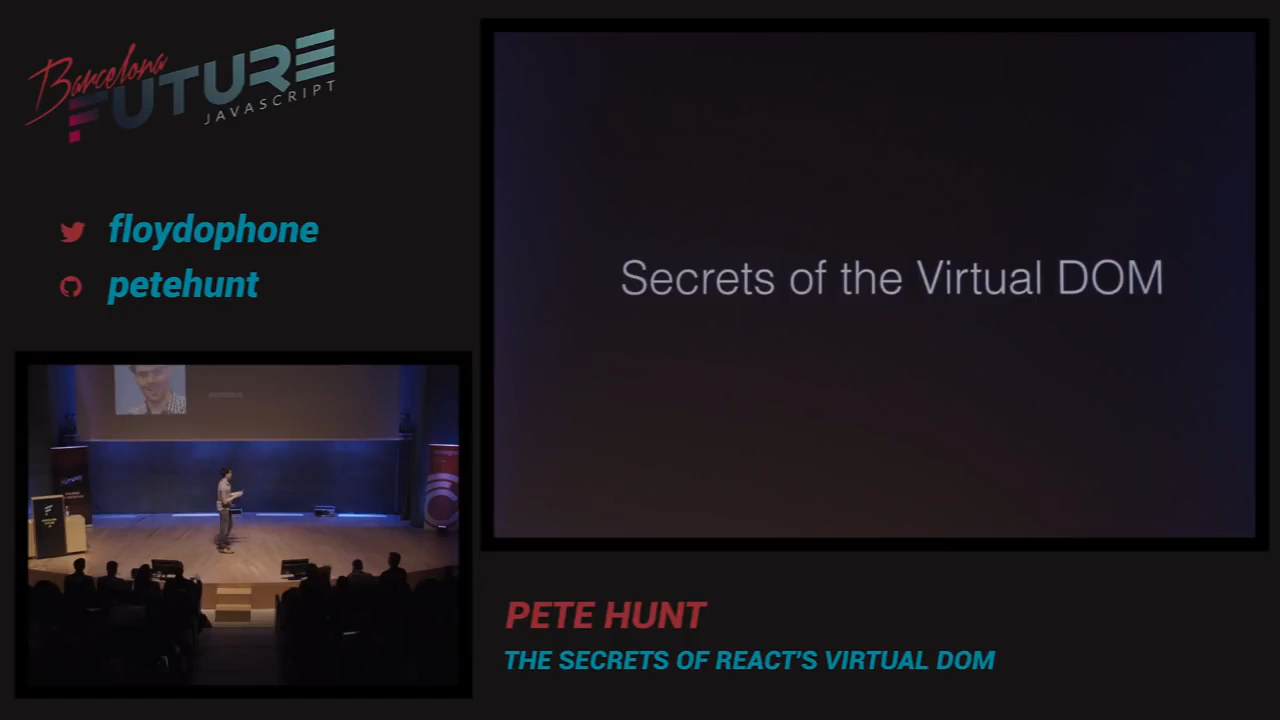 Barcelona
FUTURE
JAVASCRIPT
floydophone
petehunt
Secrets of the Virtual DOM
PETE HUNT
THE SECRETS OF REACT'S VIRTUAL DOM